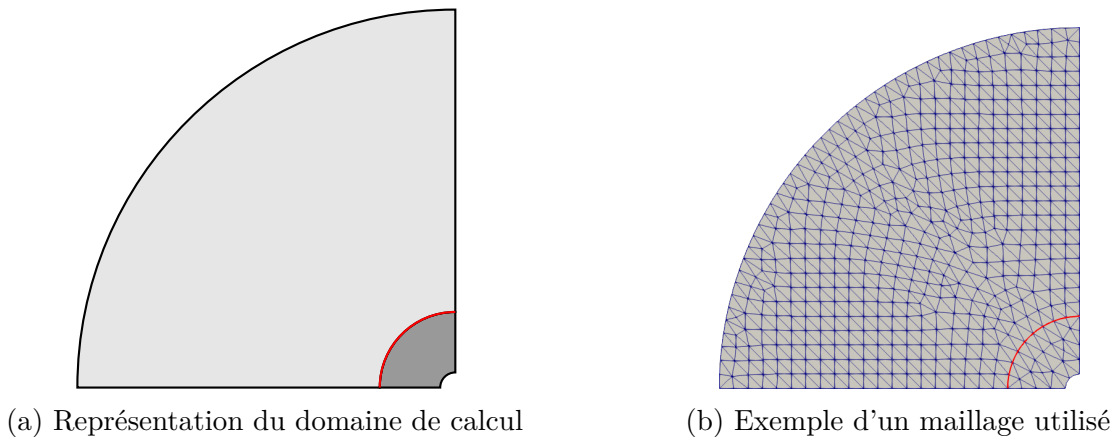 (a) Représentation du domaine de calcul
(b) Exemple d'un maillage utilisé